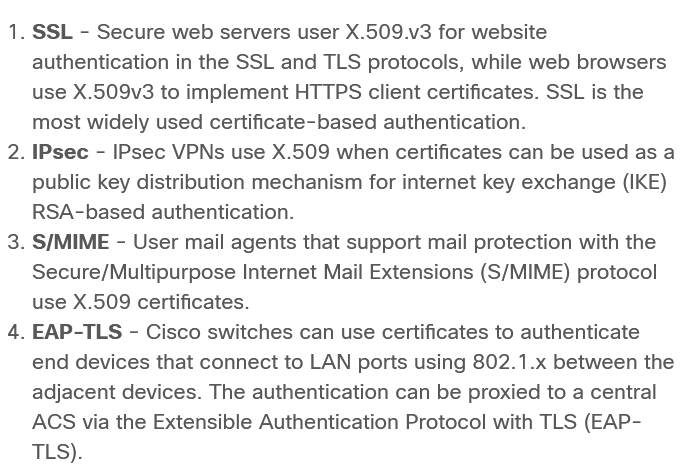 1. SSL - Secure web servers user X.509.v3 for website
authentication in the SSL and TLS protocols, while web browsers
use X.509v3 to implement HTTPS client certificates. SSL is the
most widely used certificate-based authentication.
2. IPsec - IPsec VPNs use X.509 when certificates can be used as a
public key distribution mechanism for internet key exchange (IKE)
RSA-based authentication.
3. S/MIME - User mail agents that support mail protection with the
Secure/Multipurpose Internet Mail Extensions (S/MIME) protocol
use X.509 certificates.
4. EAP-TLS - Cisco switches can use certificates to authenticate
end devices that connect to LAN ports using 802.1.x between the
adjacent devices. The authentication can be proxied to a central
ACS via the Extensible Authentication Protocol with TLS (EAP-
TLS).